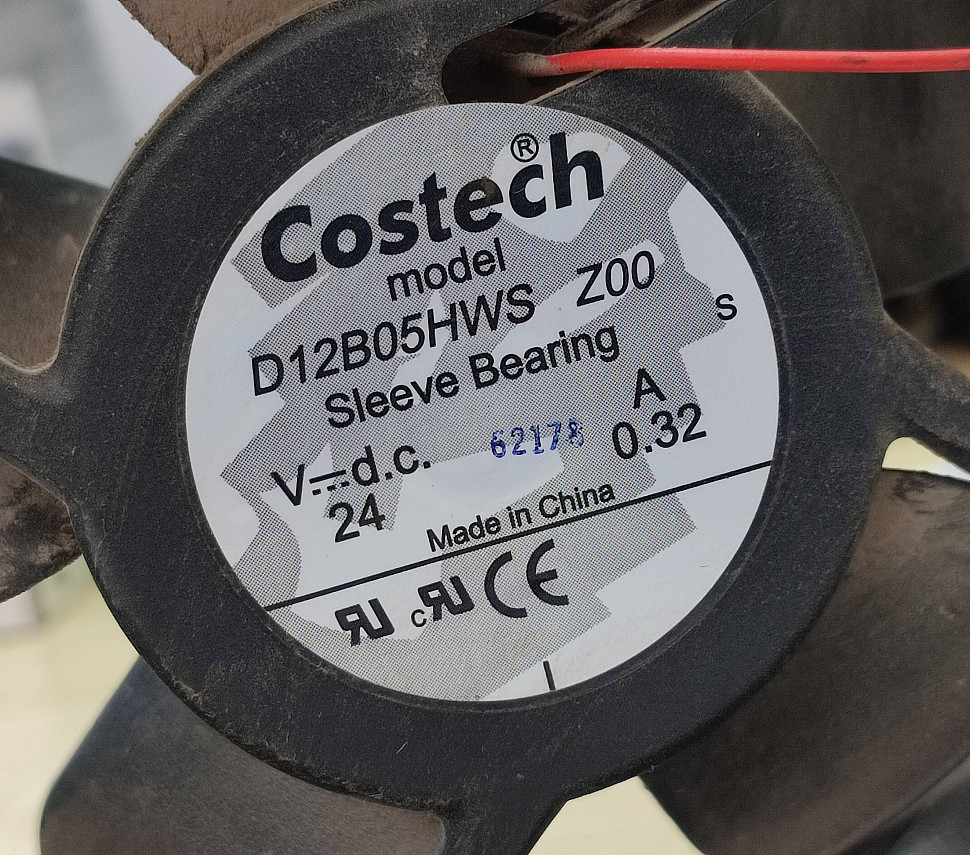 Costech®
model
D12B05HWS Z00
S
Sleeve Bearing
A
V⎓d.c. 62178 0.32
24
Made in China
c
CE